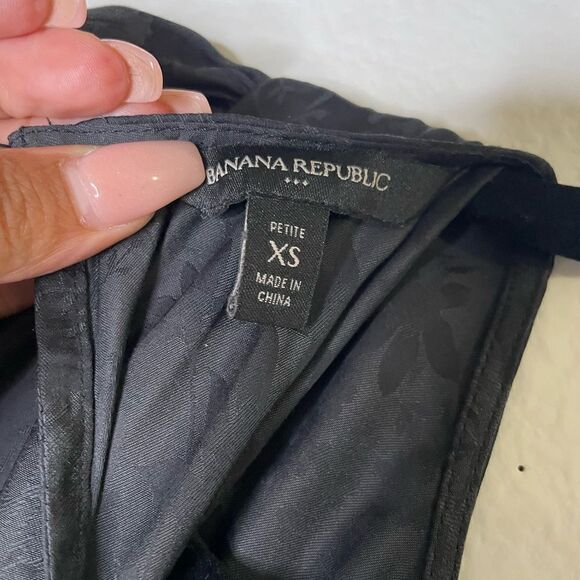 BANANA REPUBLIC
PETITE
XS
MADE IN
CHINA